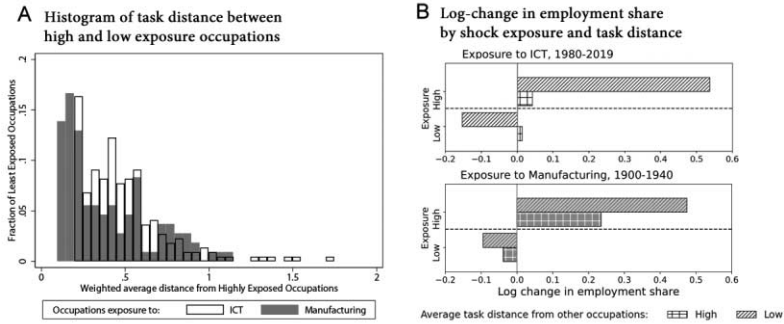 A Histogram of task distance between
high and low exposure occupations
Fraction of Least Exposed Occupations
.2
.15
.1
.05
0
0 .5 1 1.5 2
Weighted average distance from Highly Exposed Occupations
Occupations exposure to: ICT Manufacturing
B Log-change in employment share
by shock exposure and task distance
Exposure to ICT, 1980-2019
Exposure
High
Low
−0.2 −0.1 0.0 0.1 0.2 0.3 0.4 0.5 0.6
Exposure to Manufacturing, 1900-1940
Exposure
High
Low
−0.2 −0.1 0.0 0.1 0.2 0.3 0.4 0.5 0.6
Log change in employment share
Average task distance from other occupations: High Low